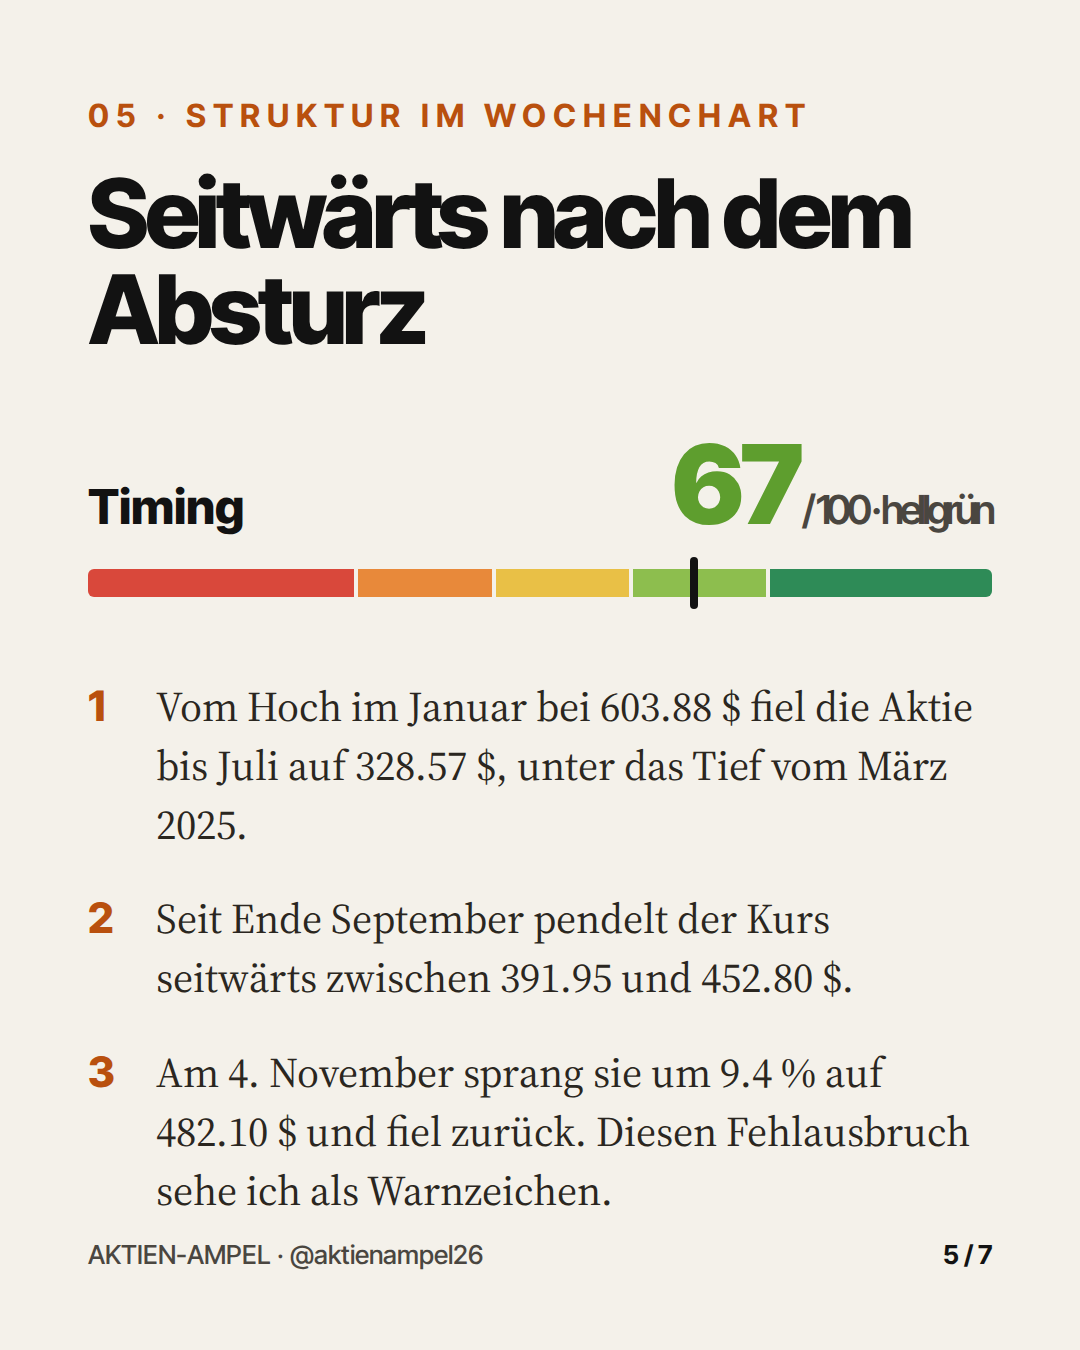 05 · STRUKTUR IM WOCHENCHART
Seitwärts nach dem
Absturz
Timing
67/100·hellgrün
1 Vom Hoch im Januar bei 603.88 $ fiel die Aktie
bis Juli auf 328.57 $, unter das Tief vom März
2025.
2 Seit Ende September pendelt der Kurs
seitwärts zwischen 391.95 und 452.80 $.
3 Am 4. November sprang sie um 9.4 % auf
482.10 $ und fiel zurück. Diesen Fehlausbruch
sehe ich als Warnzeichen.
AKTIEN-AMPEL · @aktienampel26
5 / 7